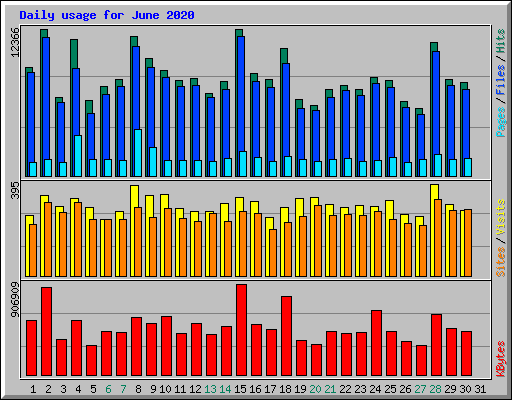 Daily usage for June 2020
12366
Pages / Files / Hits
395
Sites / Visits
906909
KBytes
1 2 3 4 5 6 7 8 9 10 11 12 13 14 15 16 17 18 19 20 21 22 23 24 25 26 27 28 29 30 31